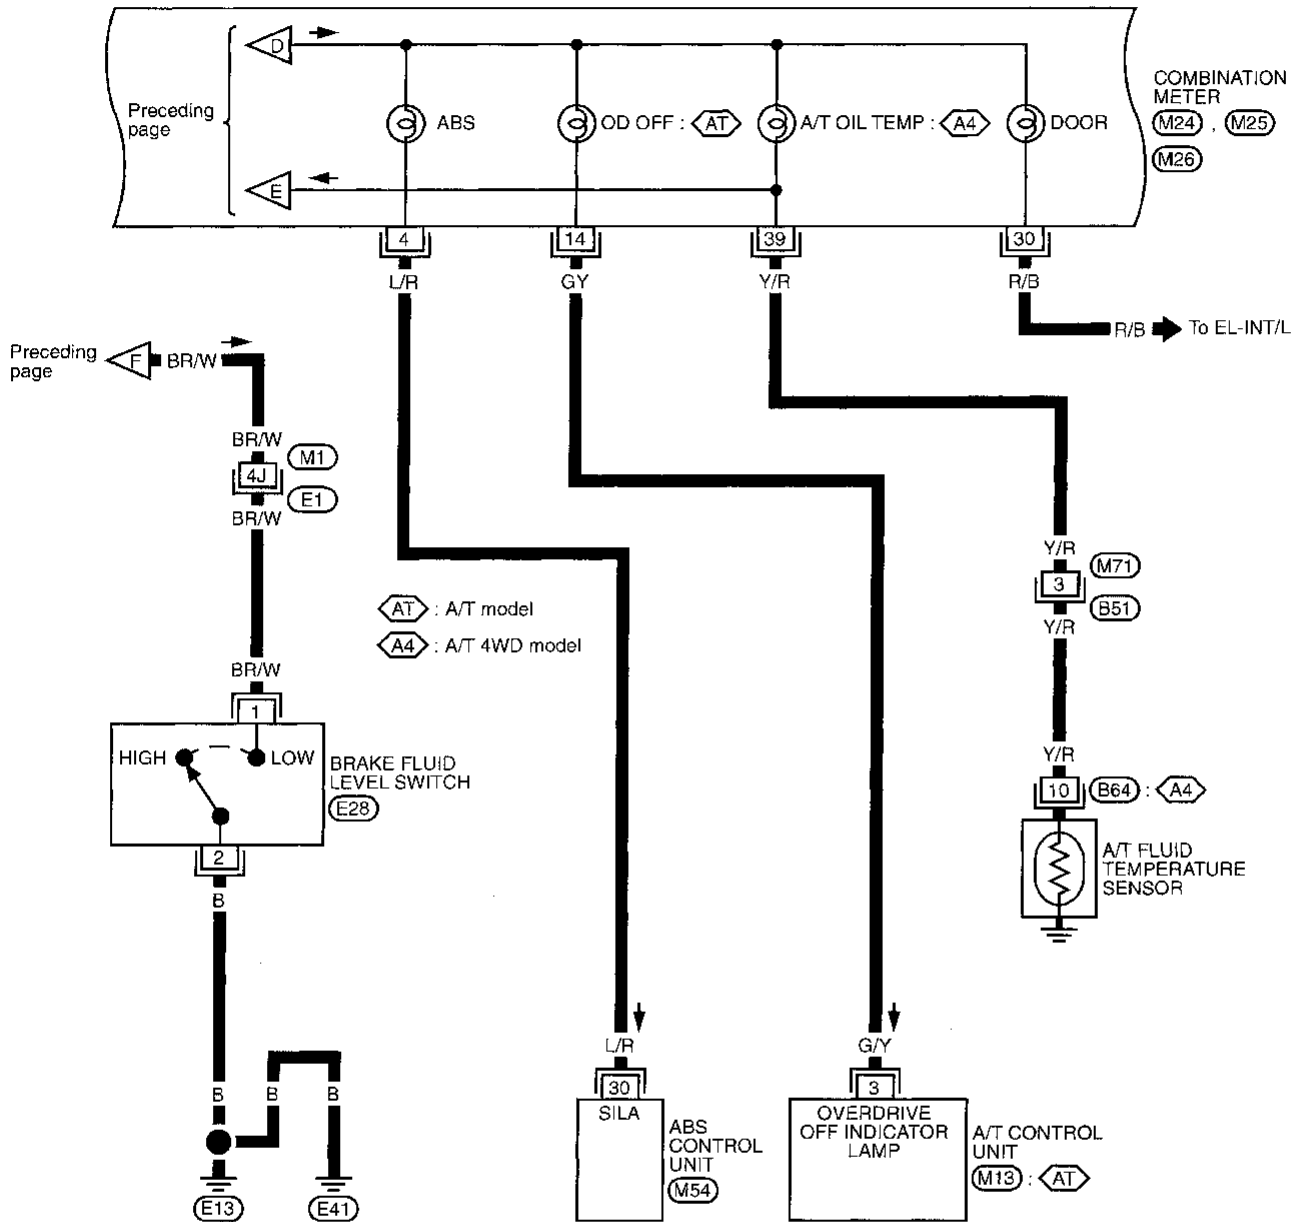 Preceding
page
D
E
ABS
OD OFF : AT
A/T OIL TEMP : A4
DOOR
COMBINATION
METER
M24 , M25
M26
4
14
39
30
L/R
GY
Y/R
R/B
R/B
To EL-INT/L
Preceding
page
F
BR/W
BR/W
4J
M1
E1
BR/W
BR/W
1
HIGH
LOW
BRAKE FLUID
LEVEL SWITCH
E28
2
B
B
B
B
E13
E41
AT : A/T model
A4 : A/T 4WD model
Y/R
3
M71
B51
Y/R
Y/R
10
B64 : A4
A/T FLUID
TEMPERATURE
SENSOR
L/R
30
SILA
ABS
CONTROL
UNIT
M54
G/Y
3
OVERDRIVE
OFF INDICATOR
LAMP
A/T CONTROL
UNIT
M13 : AT